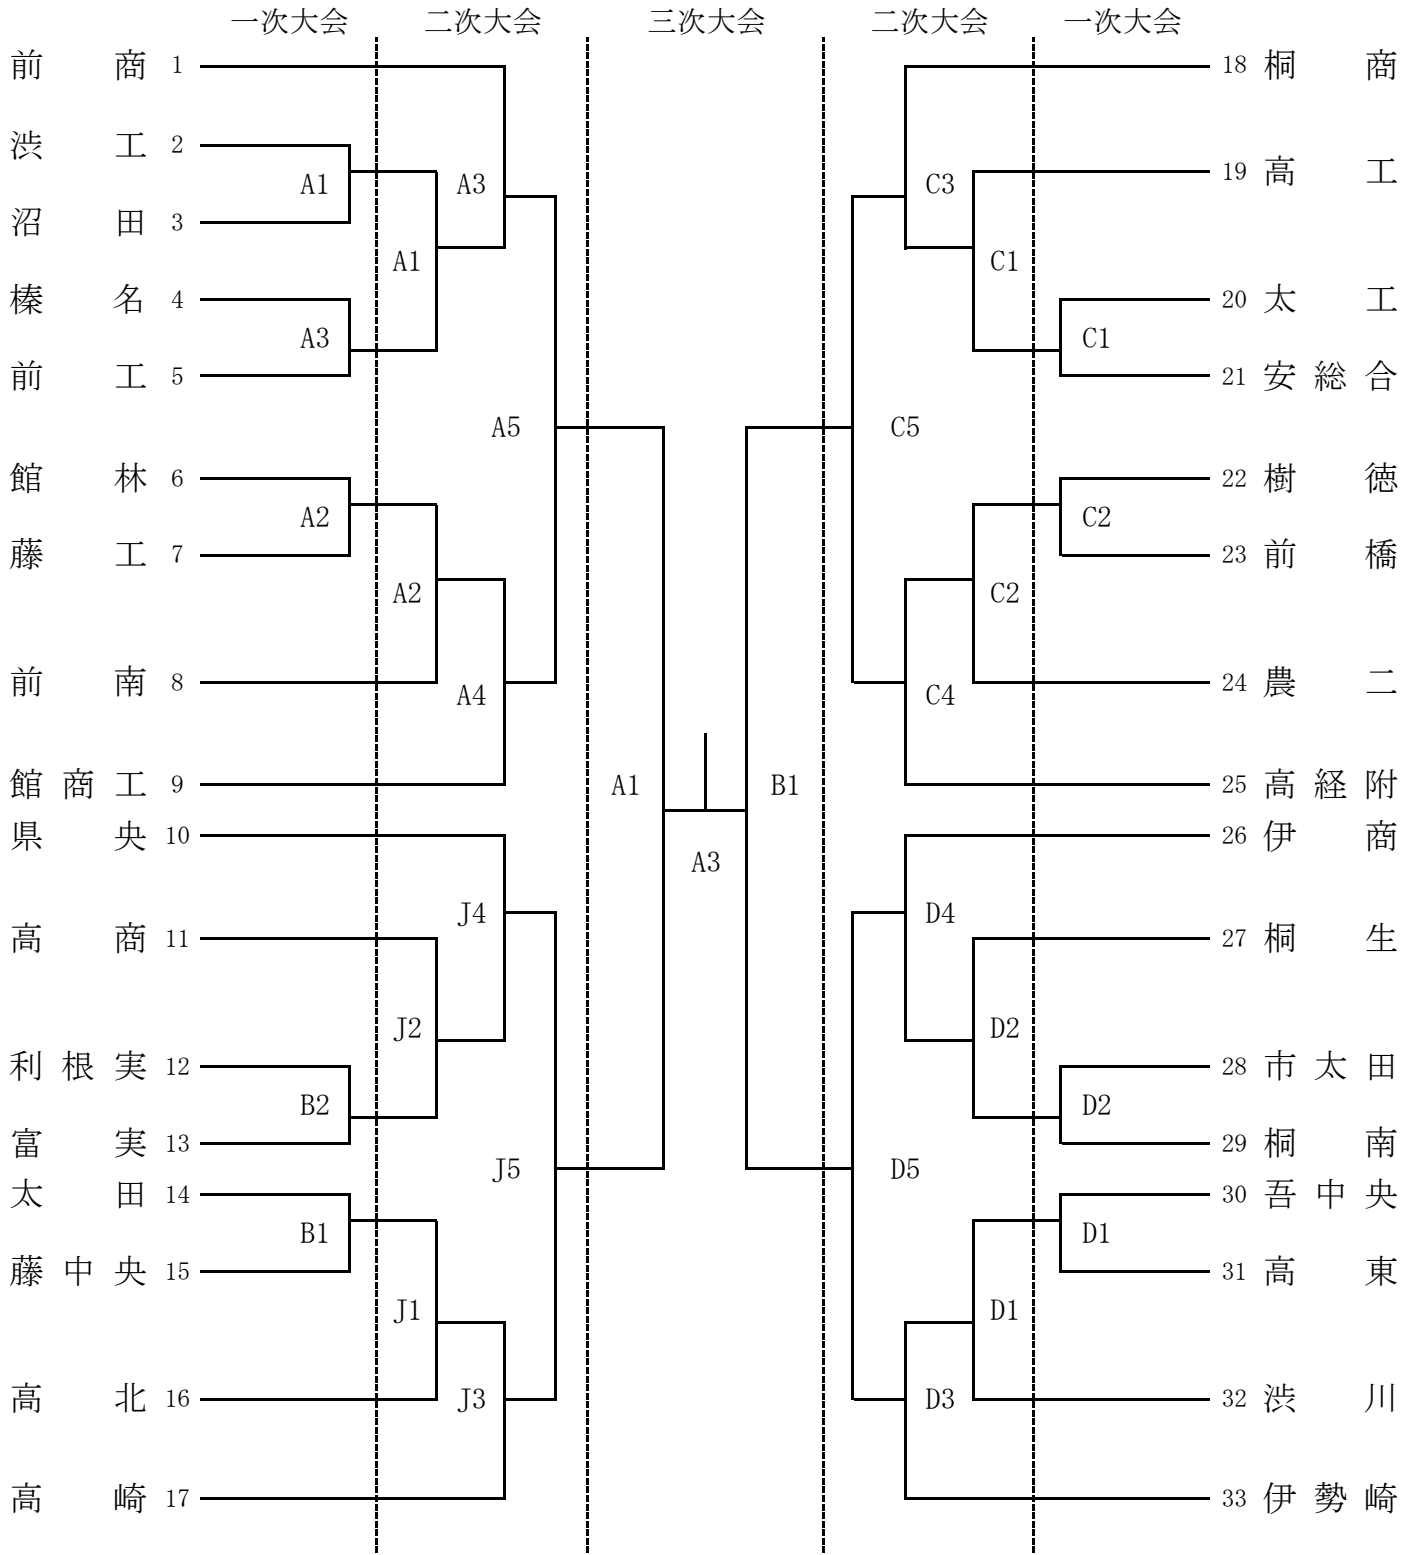 一次大会 二次大会 三次大会 二次大会 一次大会
前商 1
渋工 2
A1
沼田 3
A1
榛名 4
A3
前工 5
A3
A5
館林 6
A2
藤工 7
A2
前南 8
A4
館商工 9
県央 10
J4
高商 11
J2
利根実 12
B2
富実 13
J5
太田 14
B1
藤中央 15
J1
高北 16
J3
高崎 17
A1
A3
B1
18 桐商
C3
19 高工
C1
20 太工
C1
21 安総合
C5
22 樹徳
C2
23 前橋
C2
24 農二
C4
25 高経附
26 伊商
D4
27 桐生
D2
28 市太田
D2
29 桐南
D5
30 吾中央
D1
31 高東
D1
32 渋川
D3
33 伊勢崎